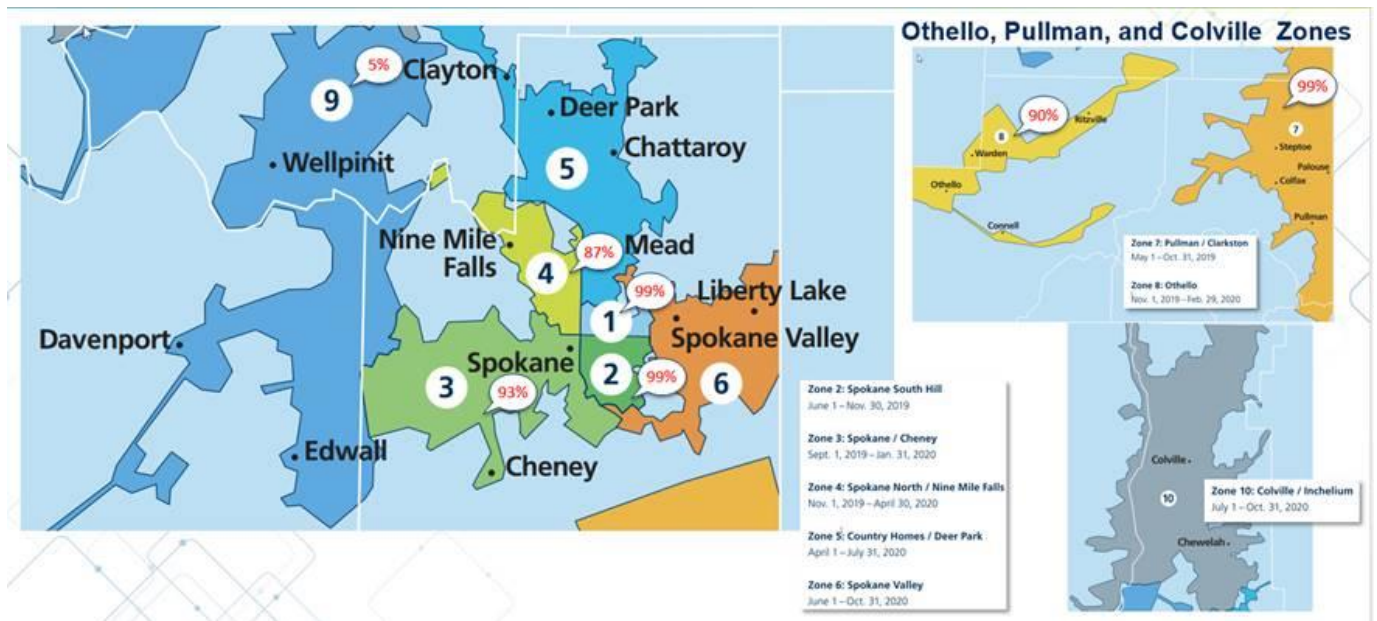 Othello, Pullman, and Colville Zones
5%
Clayton
9
Deer Park
Chattaroy
Wellpinit
5
Nine Mile
Falls
87%
Mead
4
99%
Liberty Lake
1
Davenport
Spokane Valley
Spokane
3
2
6
93%
99%
Edwall
Cheney
99%
90%
Ritzville
8
7
Warden
Steptoe
Palouse
Othello
Colfax
Connell
Pullman
Zone 7: Pullman / Clarkston
May 1 – Oct. 31, 2019
Zone 8: Othello
Nov. 1, 2019 – Feb. 29, 2020
Zone 2: Spokane South Hill
June 1 – Nov. 30, 2019
Zone 3: Spokane / Cheney
Sept. 1, 2019 – Jan. 31, 2020
Zone 4: Spokane North / Nine Mile Falls
Nov. 1, 2019 – April 30, 2020
Zone 5: Country Homes / Deer Park
April 1 – July 31, 2020
Zone 6: Spokane Valley
June 1 – Oct. 31, 2020
Colville
10
Zone 10: Colville / Inchelium
July 1 – Oct. 31, 2020
Chewelah